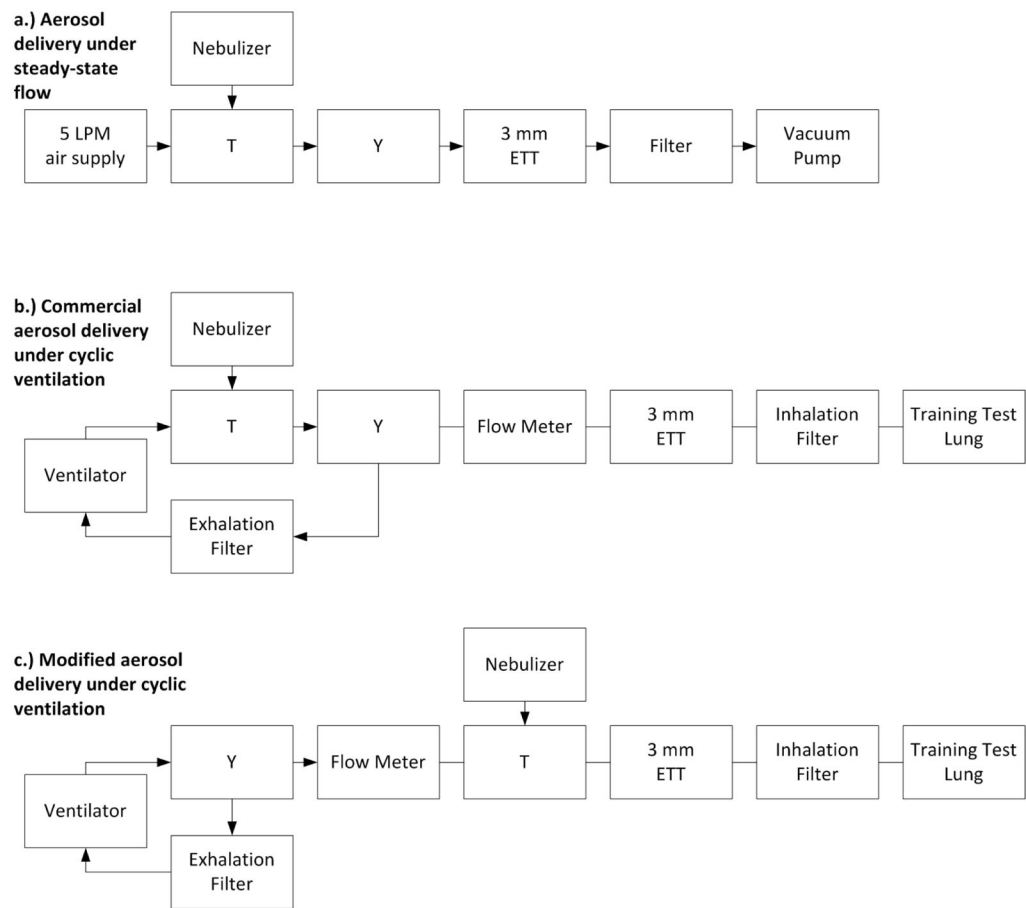 a.) Aerosol
delivery under
steady-state
flow
Nebulizer
5 LPM
air supply
T
Y
3 mm
ETT
Filter
Vacuum
Pump
b.) Commercial
aerosol delivery
under cyclic
ventilation
Nebulizer
T
Y
Flow Meter
3 mm
ETT
Inhalation
Filter
Training Test
Lung
Ventilator
Exhalation
Filter
c.) Modified aerosol
delivery under cyclic
ventilation
Nebulizer
Y
Flow Meter
T
3 mm
ETT
Inhalation
Filter
Training Test
Lung
Ventilator
Exhalation
Filter